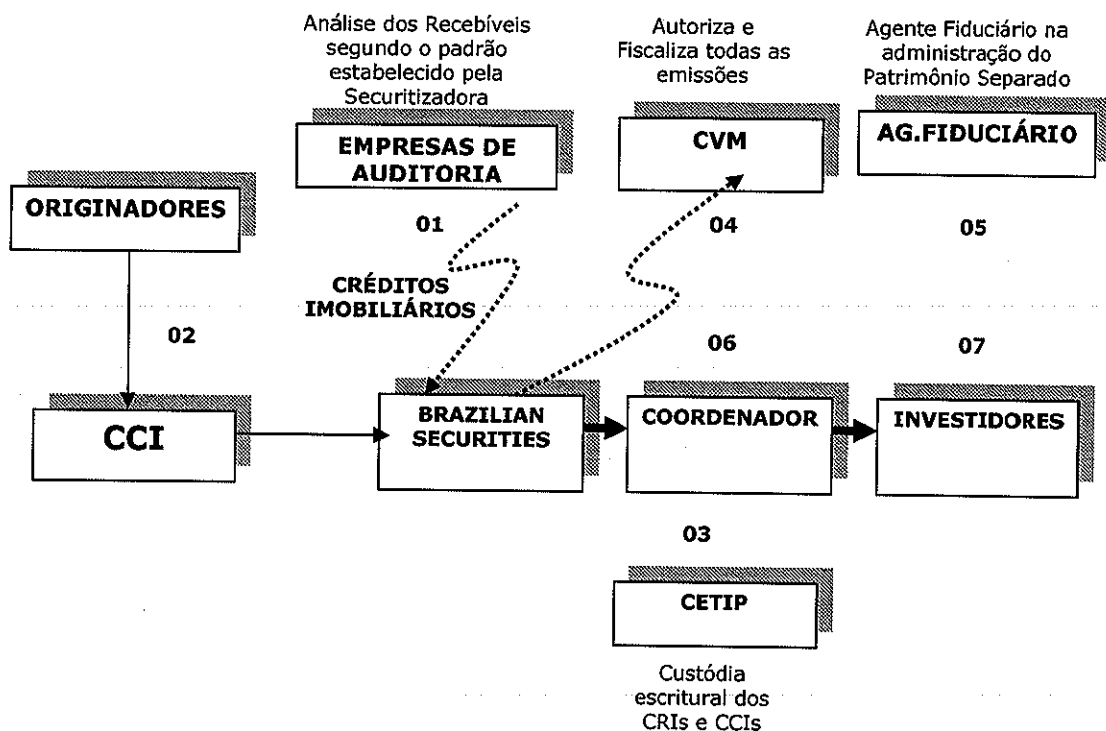 Análise dos Recebíveis
segundo o padrão
estabelecido pela
Securitizadora
Autoriza e
Fiscaliza todas as
emissões
Agente Fiduciário na
administração do
Patrimônio Separado
EMPRESAS DE
AUDITORIA
CVM
AG.FIDUCIÁRIO
ORIGINADORES
01
04
05
CRÉDITOS
IMOBILIÁRIOS
02
06
07
CCI
BRAZILIAN
SECURITIES
COORDENADOR
INVESTIDORES
03
CETIP
Custódia
escritural dos
CRIs e CCIs